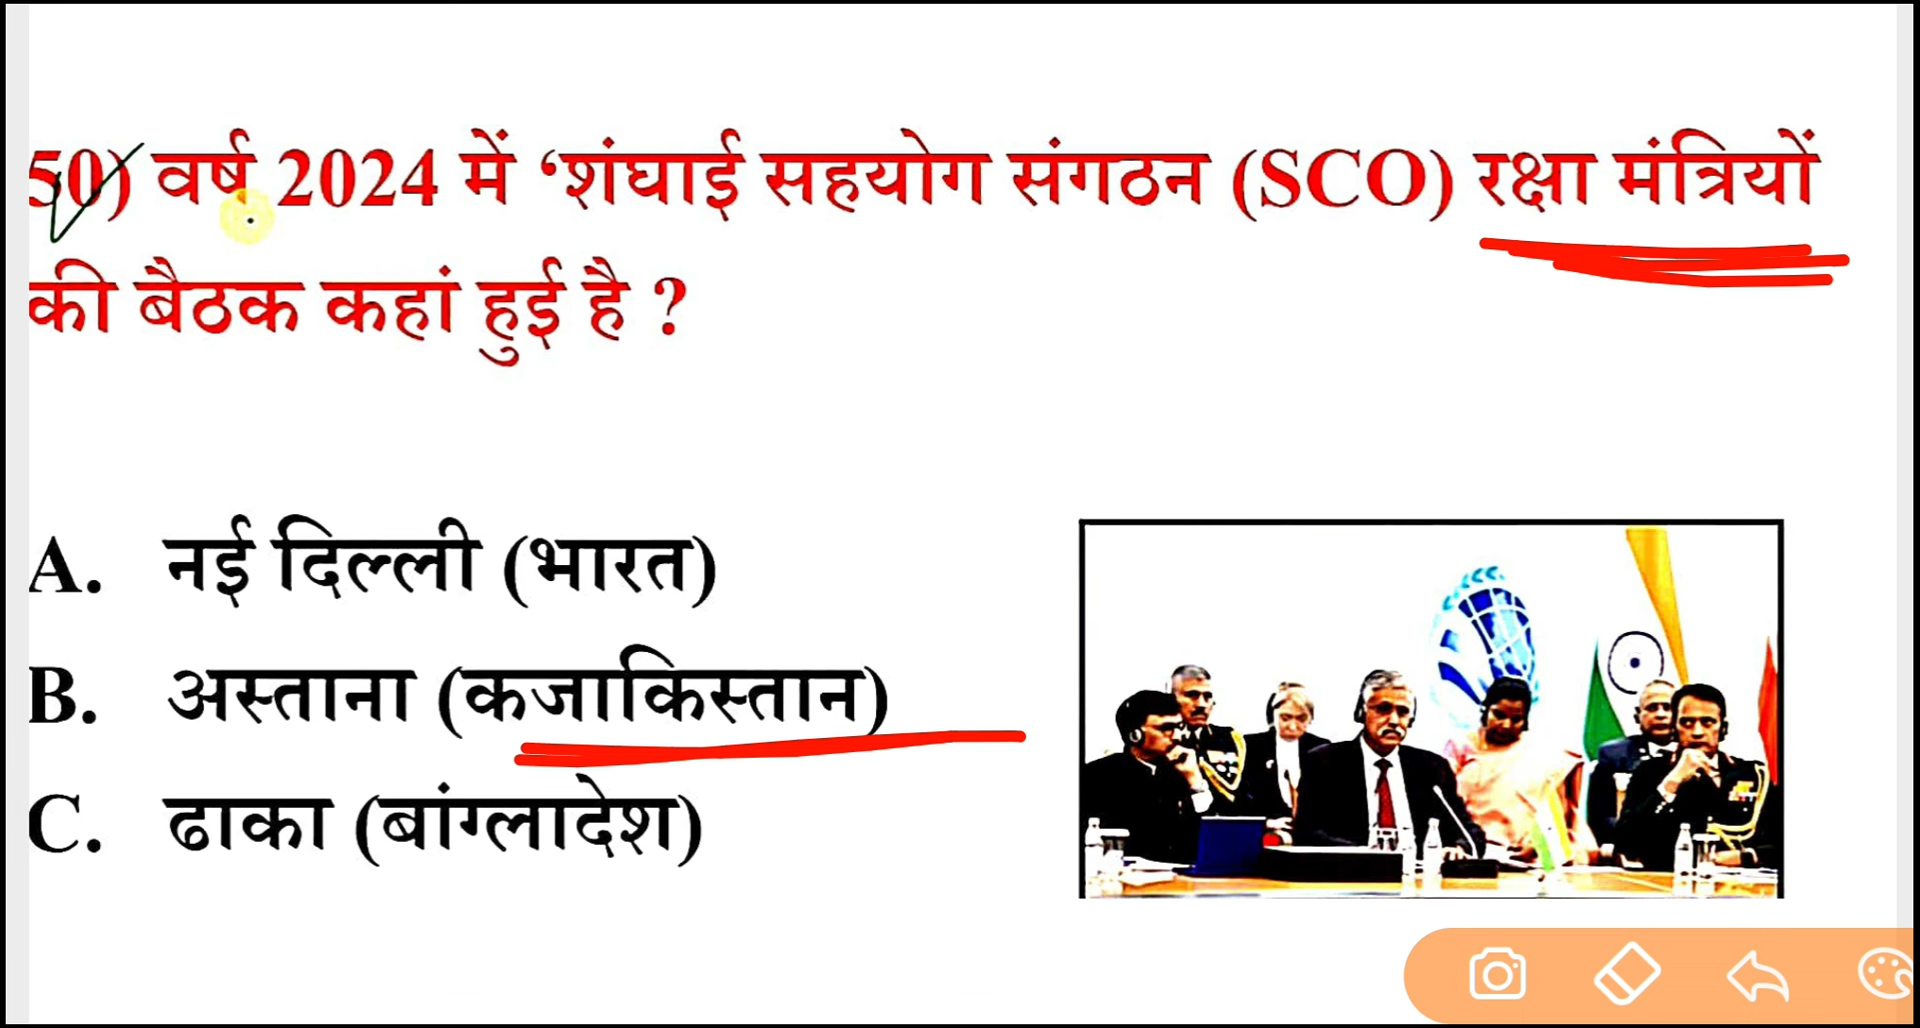 50) वर्ष 2024 में ‘शंघाई सहयोग संगठन (SCO) रक्षा मंत्रियों
की बैठक कहां हुई है ?
A. नई दिल्ली (भारत)
B. अस्ताना (कजाकिस्तान)
C. ढाका (बांग्लादेश)